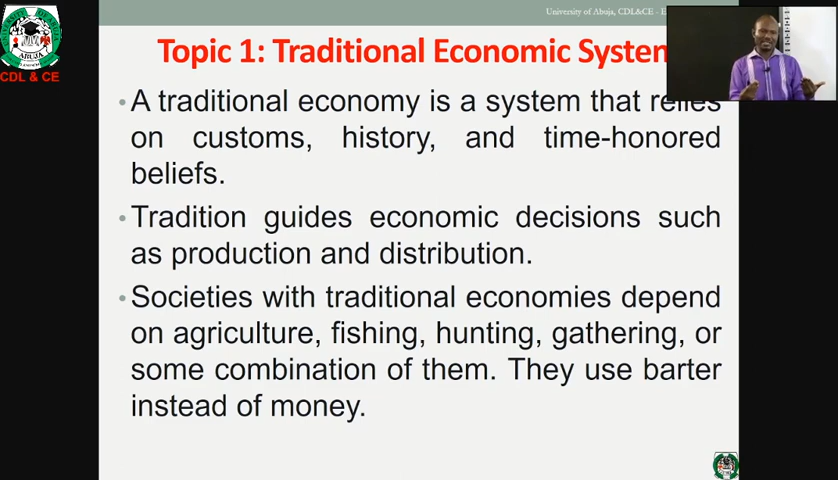 University of Abuja, CDL&CE -
Topic 1: Traditional Economic System
CDL & CE
• A traditional economy is a system that relies
on customs, history, and time-honored
beliefs.
• Tradition guides economic decisions such
as production and distribution.
• Societies with traditional economies depend
on agriculture, fishing, hunting, gathering, or
some combination of them. They use barter
instead of money.